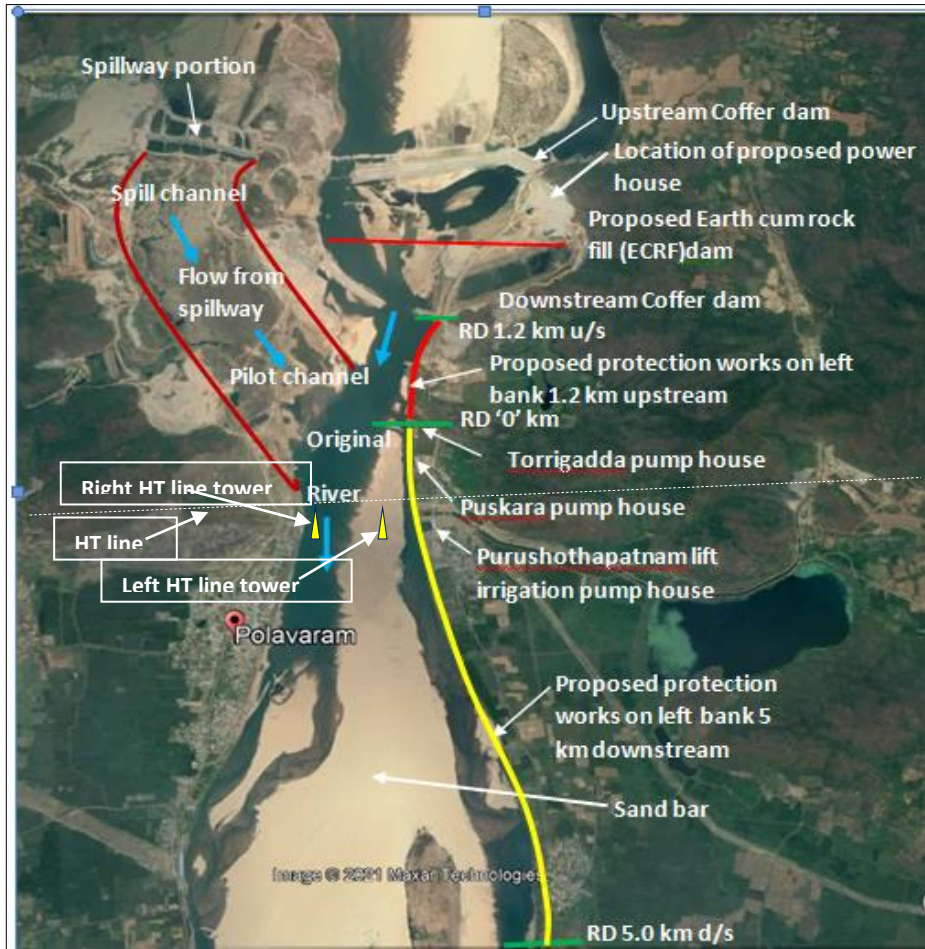 Spillway portion
Upstream Coffer dam
Location of proposed power
house
Spill channel
Proposed Earth cum rock
fill (ECRF)dam
Flow from
spillway
Downstream Coffer dam
RD 1.2 km u/s
Pilot channel
Proposed protection works on left
bank 1.2 km upstream
RD ‘0’ km
Original
River
Torrigadda pump house
Right HT line tower
Puskara pump house
HT line
Left HT line tower
Purushothapatnam lift
irrigation pump house
Polavaram
Proposed protection
works on left bank 5
km downstream
Sand bar
Image © 2021 Maxar Technologies
RD 5.0 km d/s